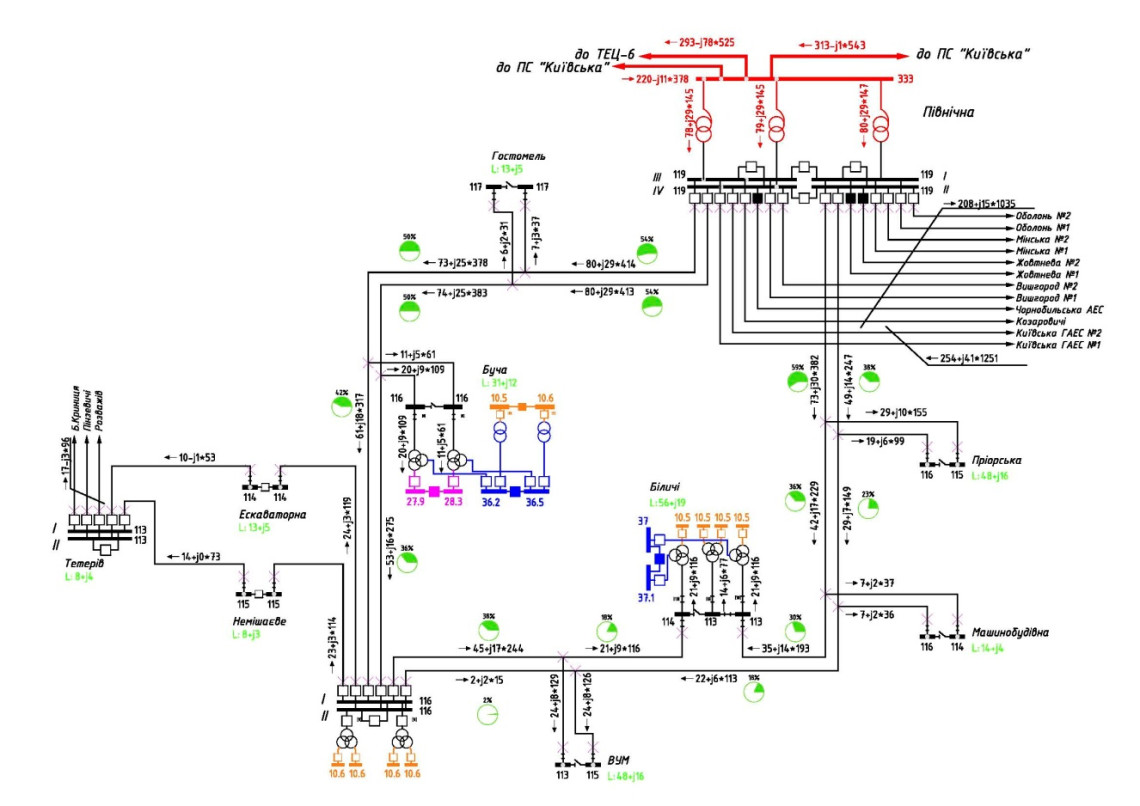 ← 293-j78*525
← 313-j1*543
до ТЕЦ-6
до ПС "Київська"
до ПС "Київська"
→ 220-j11*378
333
Північна
78+j29*145
79+j29*145
80+j29*147
III 119
IV 119
119 I
119 II
Гостомель
L: 13+j5
117
117
→ 208+j15*1035
Оболонь №2
Оболонь №1
Мінська №2
Мінська №1
Жовтнева №2
Жовтнева №1
Вишгород №2
Вишгород №1
Чорнобильська АЕС
Козаровичі
Київська ГАЕС №2
Київська ГАЕС №1
← 254+j41*1251
→ 6+j2*31
→ 7+j3*37
50%
54%
← 73+j25*378
← 80+j29*414
← 74+j25*383
← 80+j29*413
50%
54%
→ 11+j5*61
→ 20+j9*109
Буча
L: 31+j12
116
116
10.5
10.6
42%
61+j18*317
20+j9*109
11+j5*61
27.9
28.3
36.2
36.5
59%
73+j30*382
49+j14*247
38%
→ 29+j10*155
→ 19+j6*99
116
115
Пріорська
L: 48+j16
Б.Криниця
Пінзевичі
Розважів
→ 17-j3*96
← 10-j1*53
114
114
Ескаваторна
L: 13+j5
I 113
II 113
Тетерів
L: 8+j4
← 14+j0*73
115
115
Немішаєве
L: 8+j3
→ 24+j3*119
53+j16*275
36%
→ 23+j3*114
Біличі
L: 56+j19
37
37.1
10.5
10.5
10.5
10.5
21+j9*116
14+j6*77
21+j9*116
114
113
113
36%
42+j17*229
29+j7*149
23%
→ 7+j2*37
→ 7+j2*36
116
114
Машинобудівна
L: 14+j4
38%
→ 45+j17*244
18%
→ 21+j9*116
30%
← 35+j14*193
→ 2+j2*15
← 22+j6*113
2%
18%
I 116
II 116
10.6
10.6
10.6
10.6
24+j8*129
24+j8*126
113
115
ВУМ
L: 48+j16